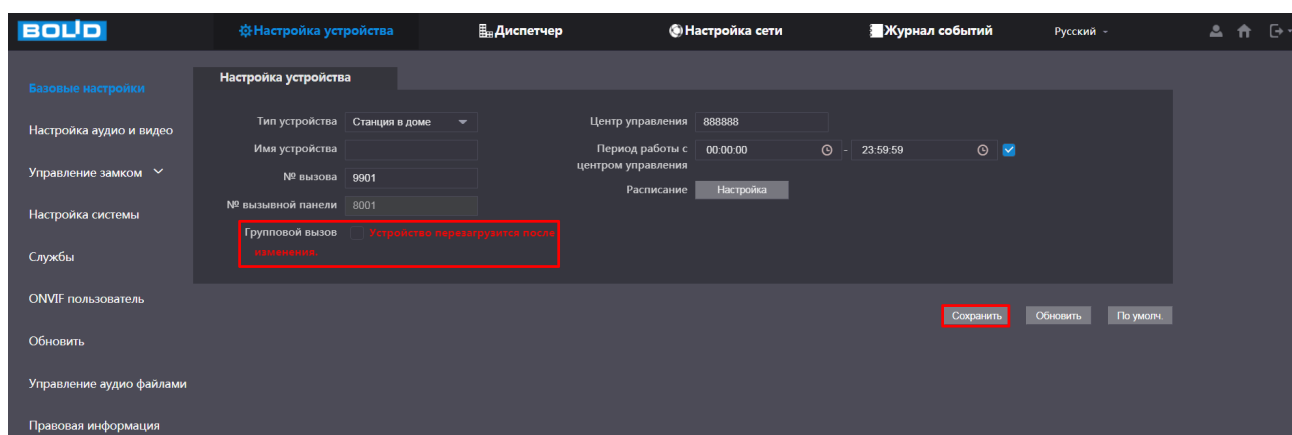 BOLID
Настройка устройства
Диспетчер
Настройка сети
Журнал событий
Русский
Базовые настройки
Настройка аудио и видео
Управление замком
Настройка системы
Службы
ONVIF пользователь
Обновить
Управление аудио файлами
Правовая информация
Настройка устройства
Тип устройства Станция в доме
Имя устройства
№ вызова 9901
№ вызывной панели 8001
Групповой вызов Устройство перезагрузится после
изменения.
Центр управления 888888
Период работы с 00:00:00 - 23:59:59
центром управления
Расписание Настройка
Сохранить Обновить По умолч.